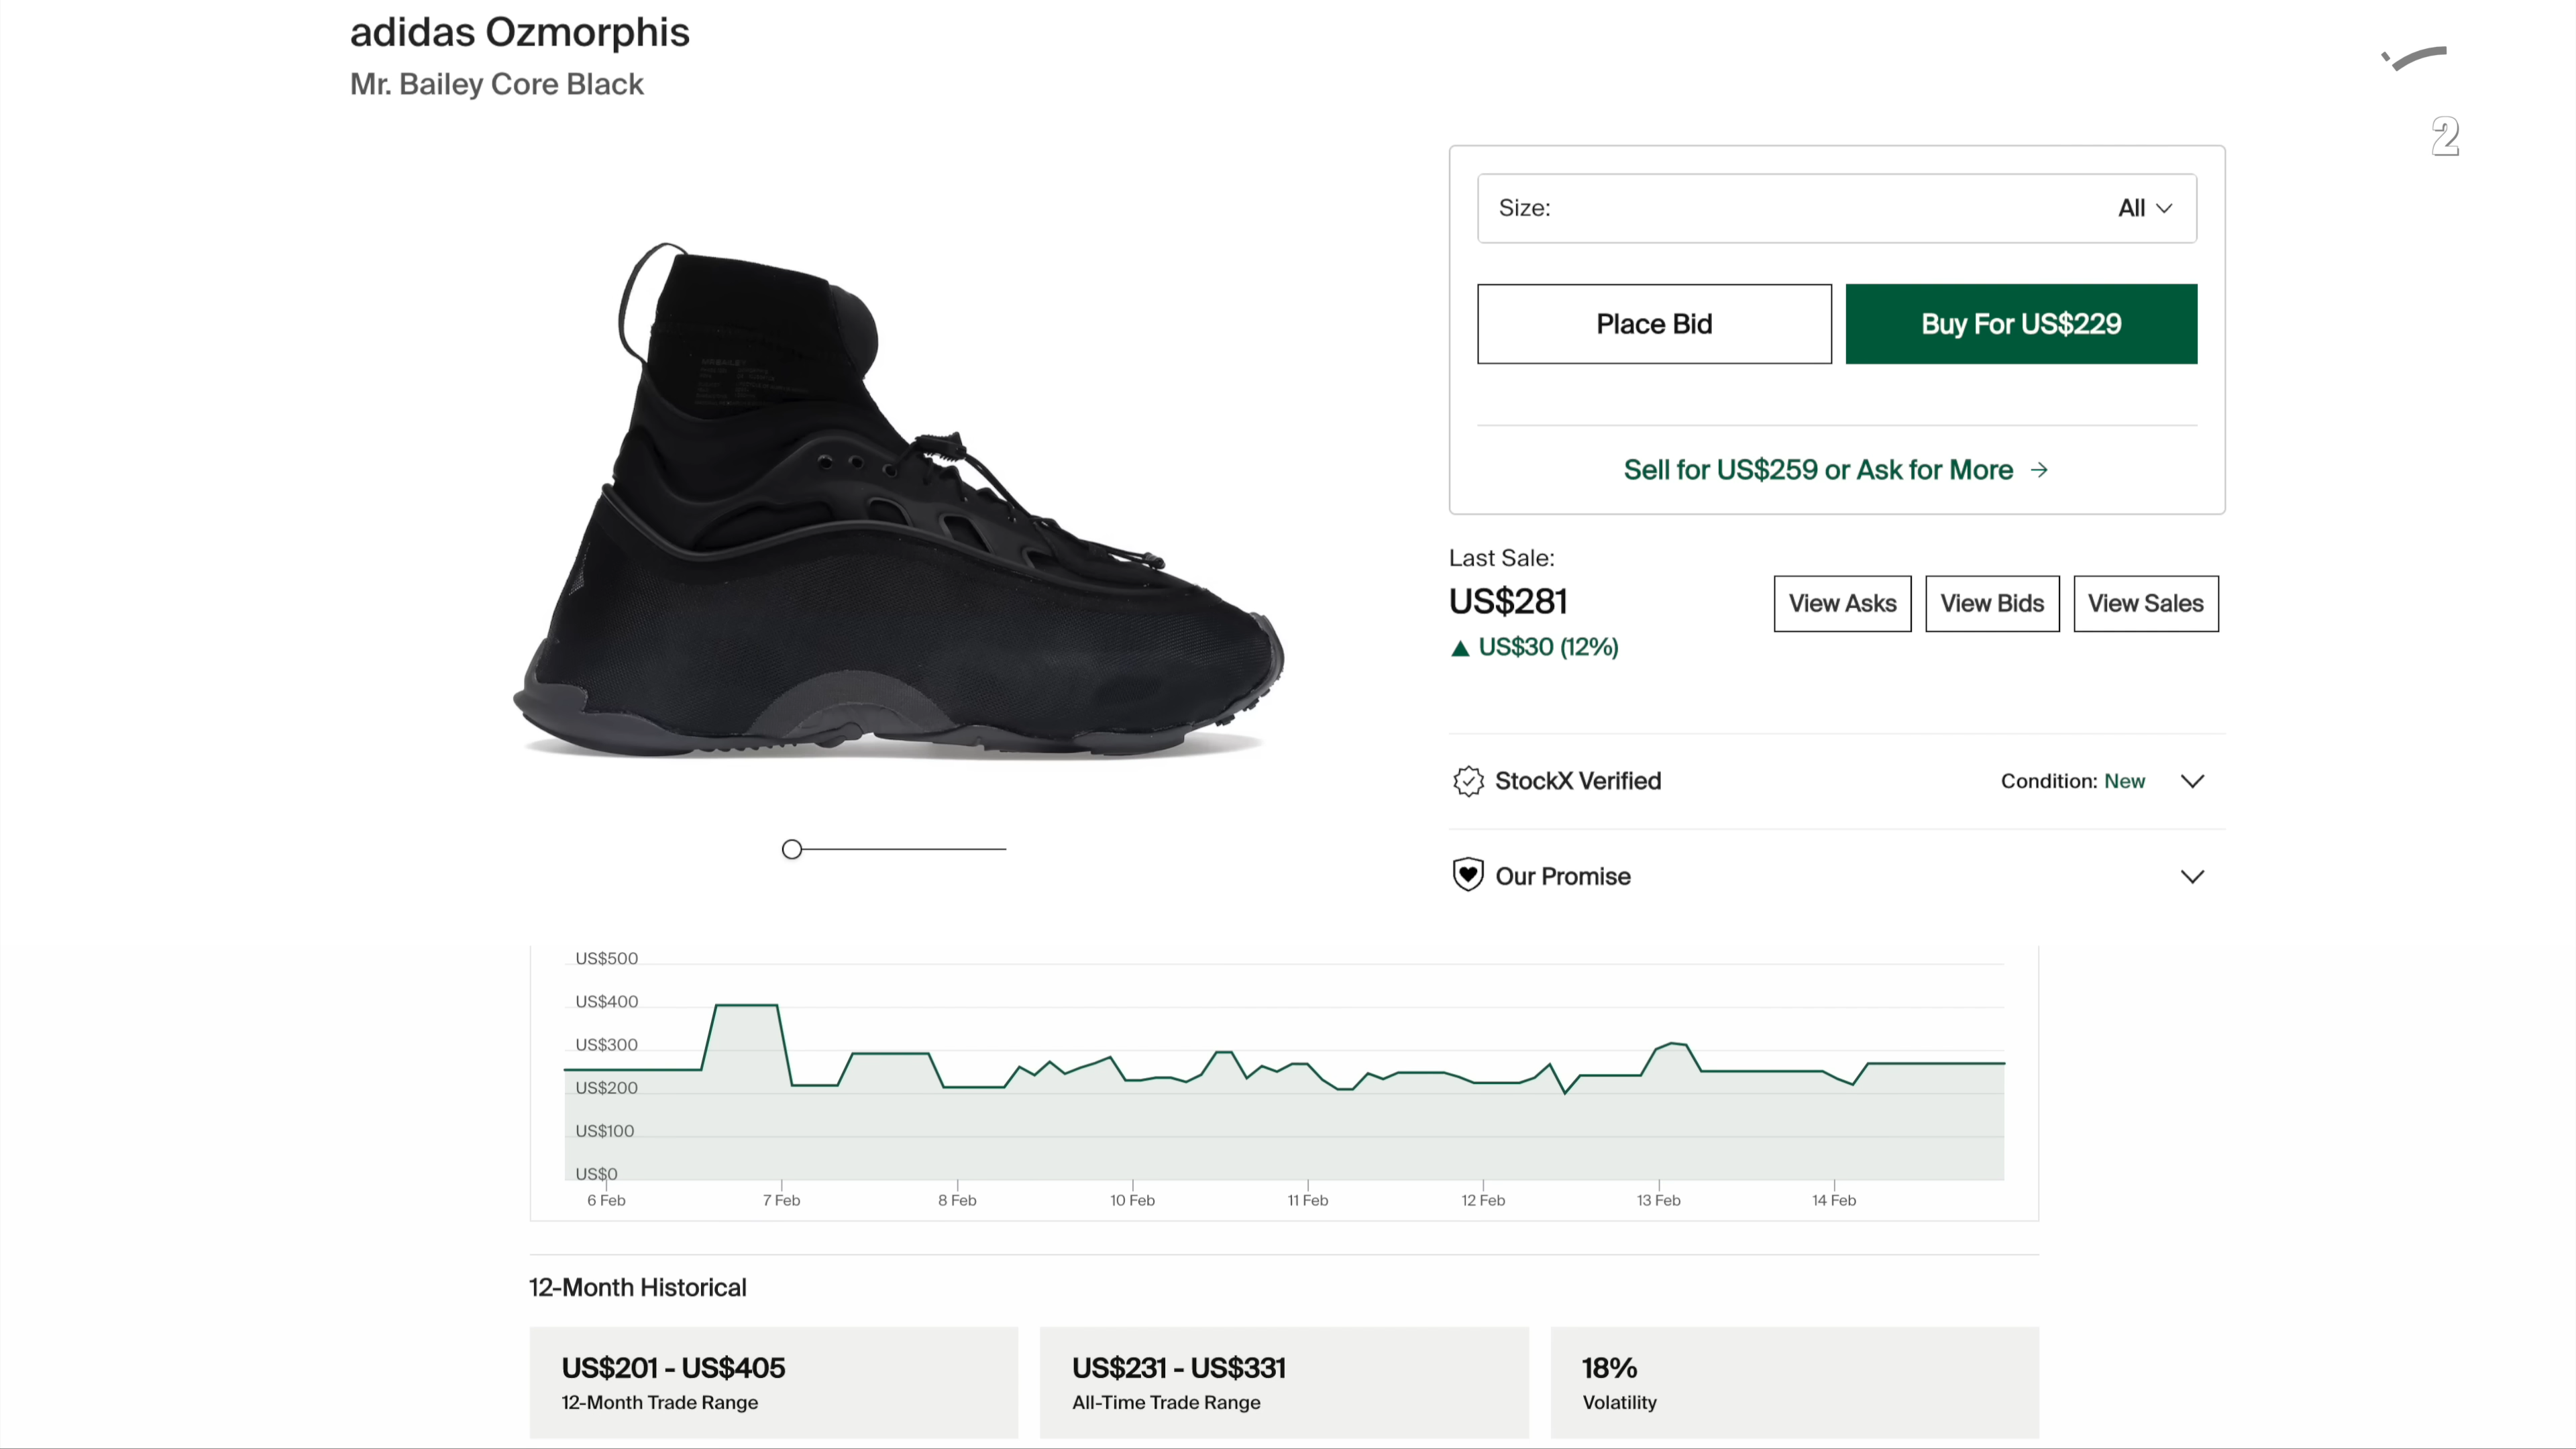 adidas Ozmorphis
Mr. Bailey Core Black
2
Size:
All
Place Bid
Buy For US$229
Sell for US$259 or Ask for More
Last Sale:
US$281
US$30 (12%)
View Asks
View Bids
View Sales
StockX Verified
Condition: New
Our Promise
US$500
US$400
US$300
US$200
US$100
US$0
6 Feb
7 Feb
8 Feb
10 Feb
11 Feb
12 Feb
13 Feb
14 Feb
12-Month Historical
US$201 - US$405
12-Month Trade Range
US$231 - US$331
All-Time Trade Range
18%
Volatility